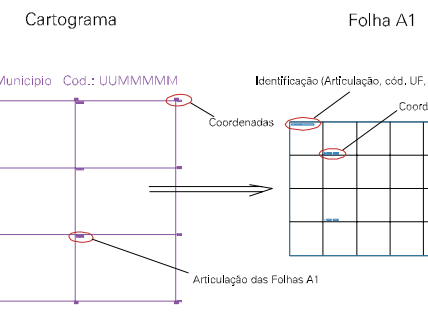 Cartograma
Folha A1
Municipio Cod.: UUMMMMM
Identificação (Articulação, cód. UF,
Coord
Coordenadas
Articulação das Folhas A1